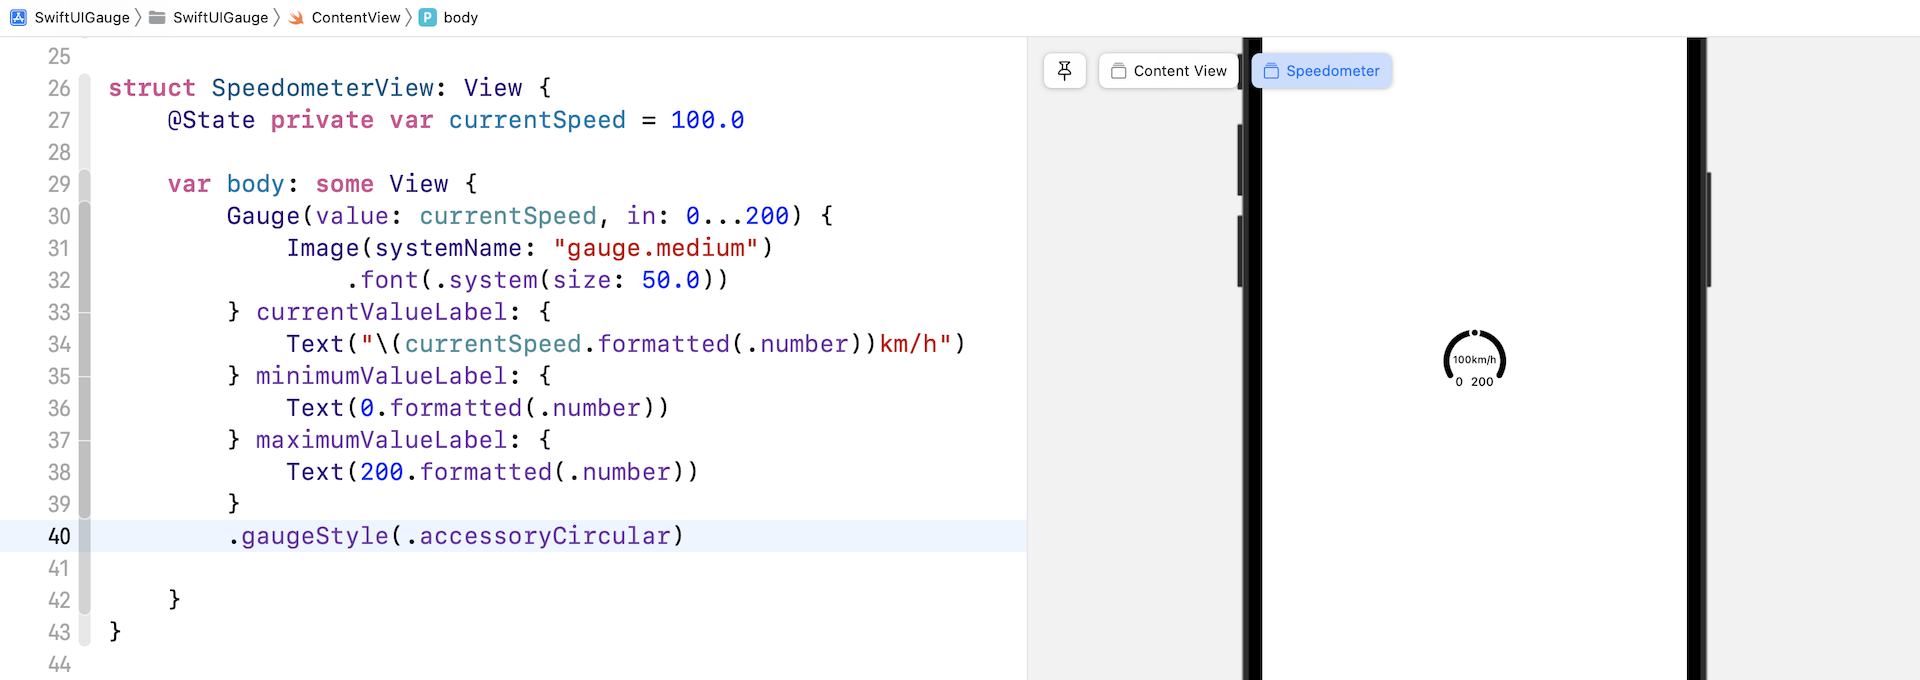 SwiftUIGauge SwiftUIGauge ContentView P body
25
26 struct SpeedometerView: View {
27 @State private var currentSpeed = 100.0
28
29 var body: some View {
30 Gauge(value: currentSpeed, in: 0...200) {
31 Image(systemName: "gauge.medium")
32 .font(.system(size: 50.0))
33 } currentValueLabel: {
34 Text("\(currentSpeed.formatted(.number))km/h")
35 } minimumValueLabel: {
36 Text(0.formatted(.number))
37 } maximumValueLabel: {
38 Text(200.formatted(.number))
39 }
40 .gaugeStyle(.accessoryCircular)
41
42 }
43 }
44
Content View Speedometer
100km/h
0 200